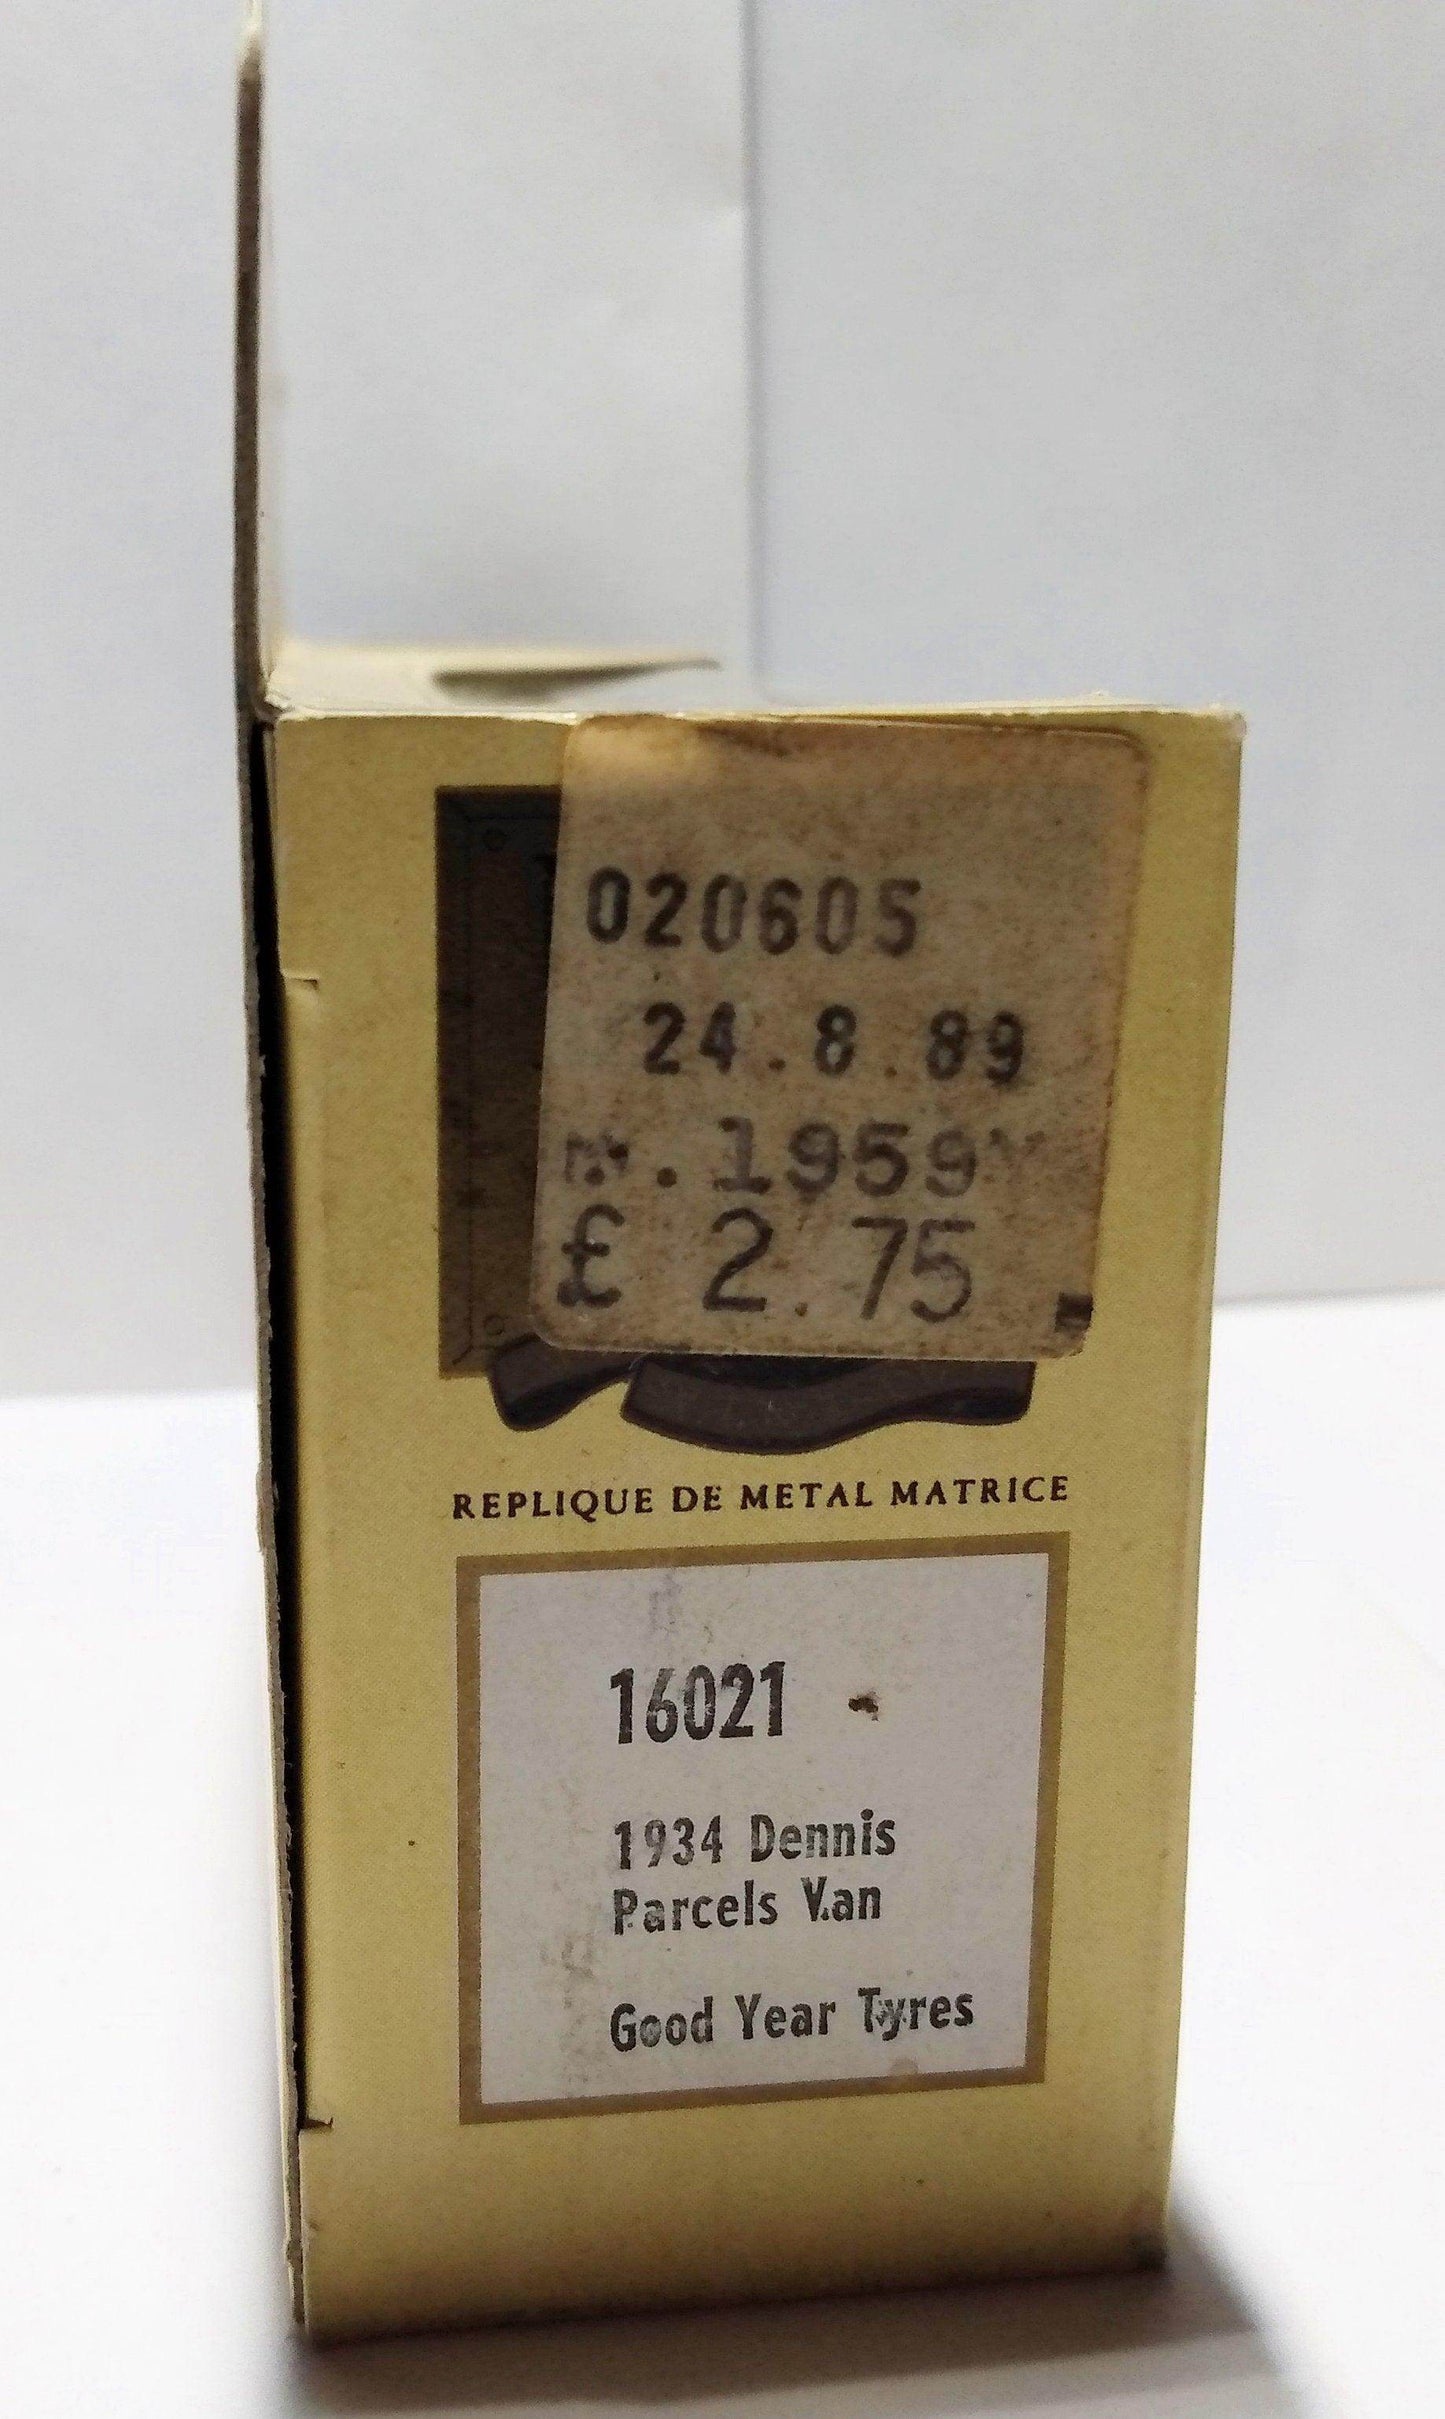 020605
24.8.89
.1959
£ 2.75
REPLIQUE DE METAL MATRICE
16021
1934 Dennis
Parcels Van
Good Year Tyres